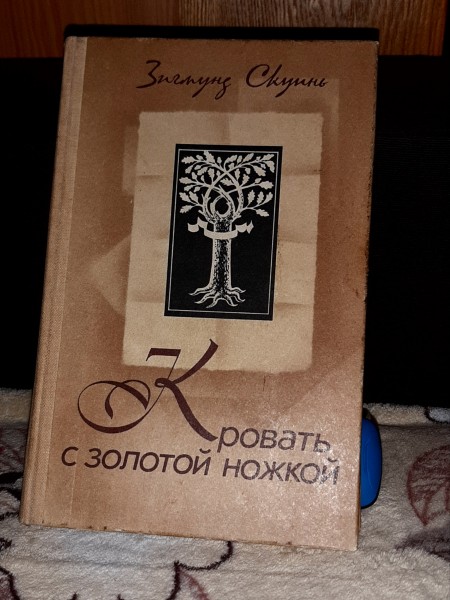 Зигмунд Скуинь
Кровать
с золотой ножкой